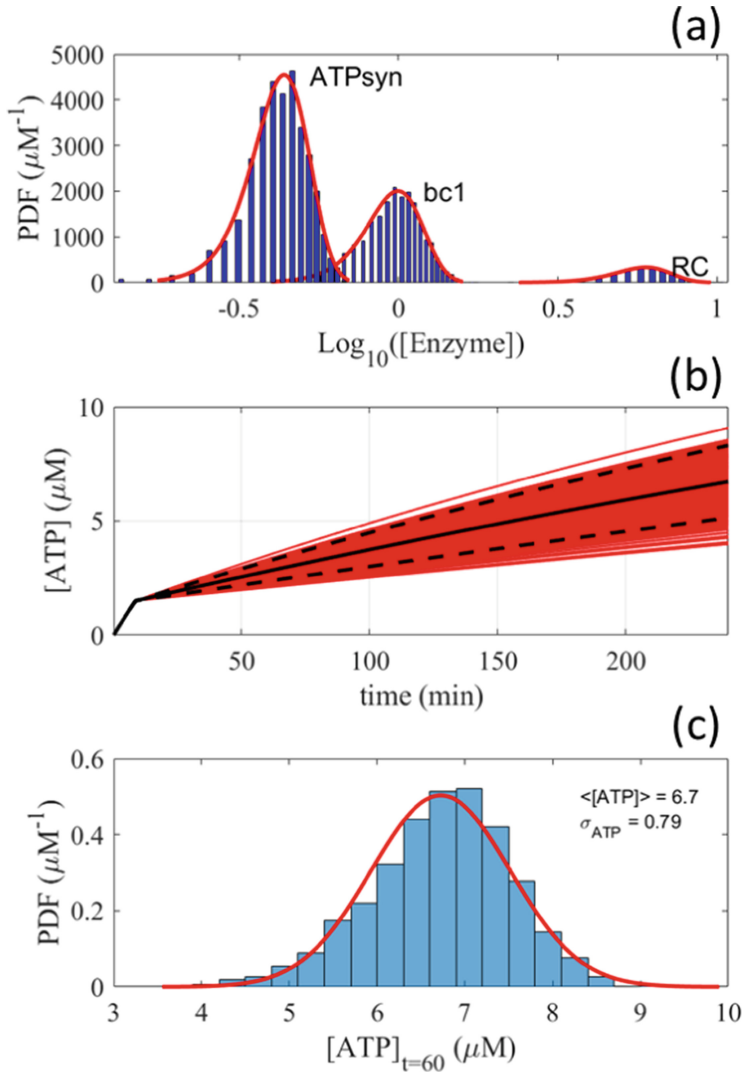 (a)
5000
4000
3000
2000
1000
0
PDF (μM⁻¹)
ATPsyn
bc1
RC
-0.5
0
0.5
1
Log₁₀([Enzyme])
(b)
10
5
0
[ATP] (μM)
50
100
150
200
time (min)
(c)
0.6
0.4
0.2
0
PDF (μM⁻¹)
<[ATP]> = 6.7
σ_ATP = 0.79
3
4
5
6
7
8
9
10
[ATP]ₜ₌₆₀ (μM)